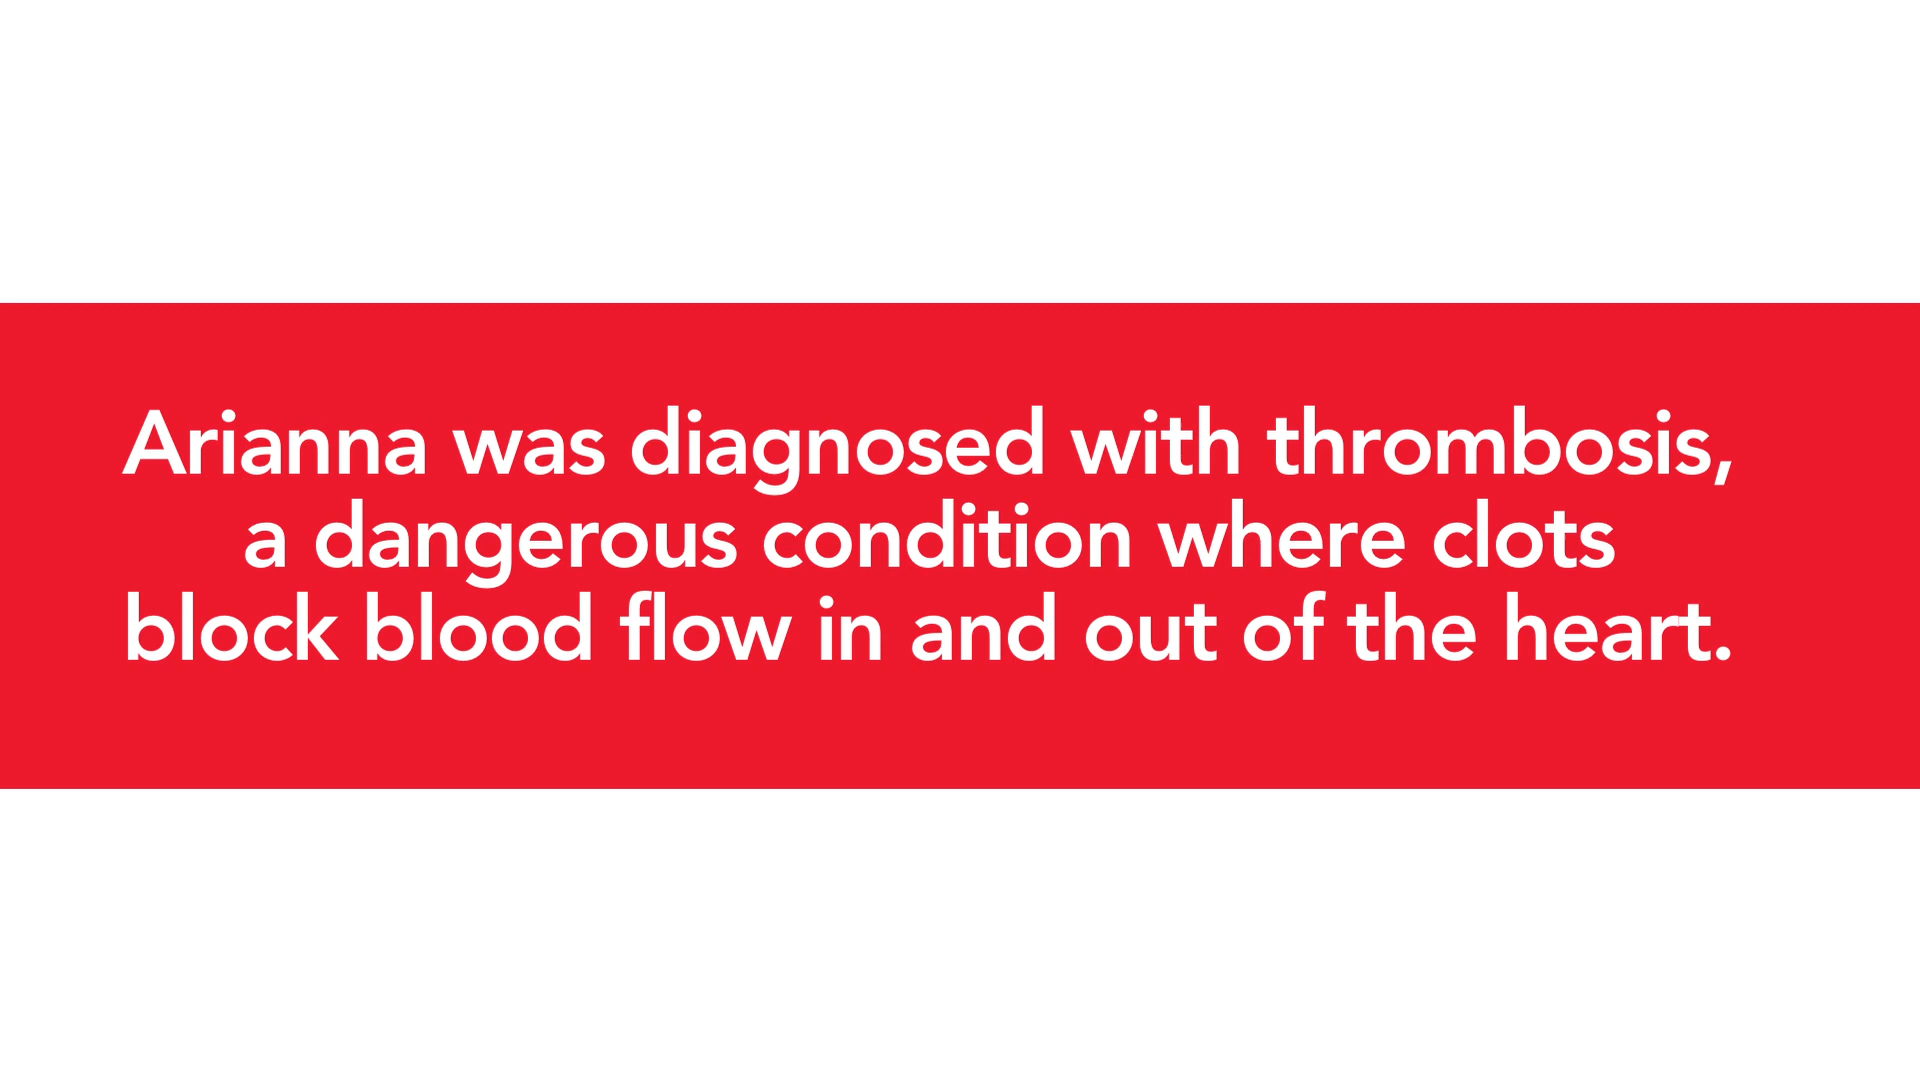 Arianna was diagnosed with thrombosis,
a dangerous condition where clots
block blood flow in and out of the heart.